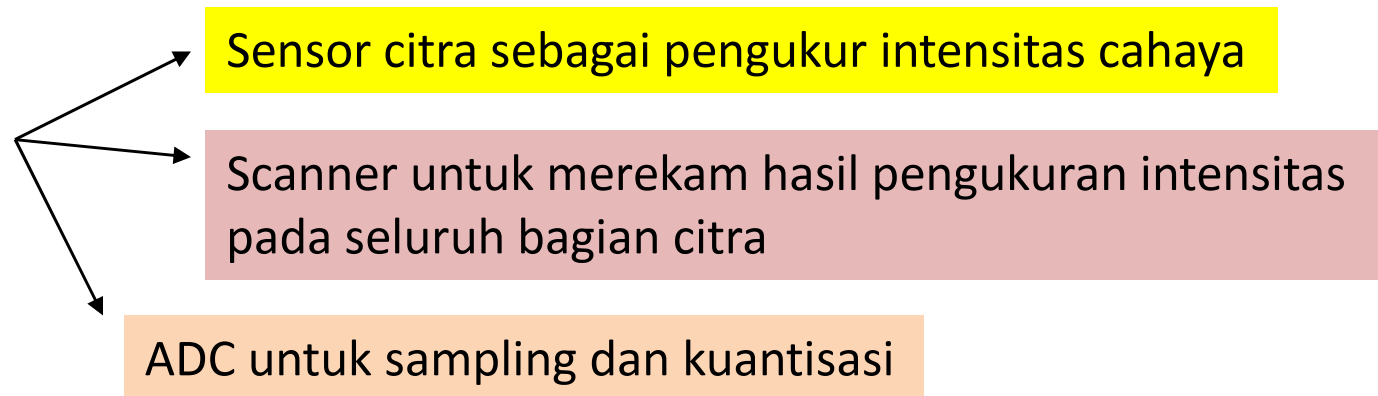 Sensor citra sebagai pengukur intensitas cahaya
Scanner untuk merekam hasil pengukuran intensitas
pada seluruh bagian citra
ADC untuk sampling dan kuantisasi